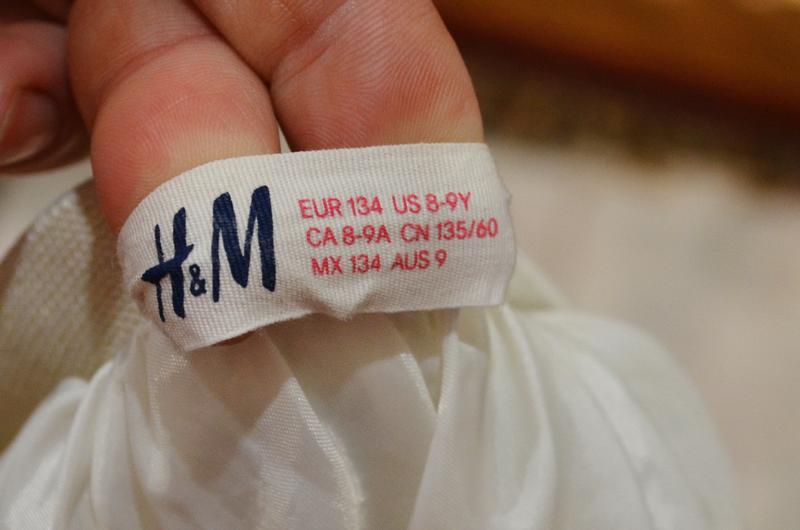 H&M
EUR 134 US 8-9Y
CA 8-9A CN 135/60
MX 134 AUS 9